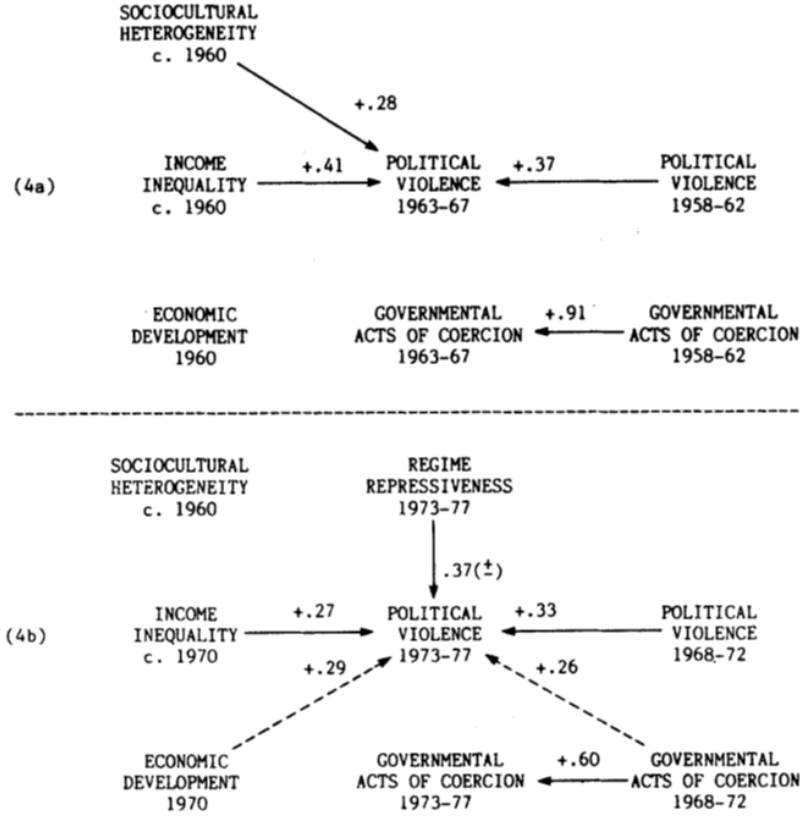 SOCIOCULTURAL
HETEROGENEITY
c. 1960
+.28
(4a)
INCOME
INEQUALITY
c. 1960
+.41
POLITICAL
VIOLENCE
1963-67
+.37
POLITICAL
VIOLENCE
1958-62
ECONOMIC
DEVELOPMENT
1960
GOVERNMENTAL
ACTS OF COERCION
1963-67
+.91
GOVERNMENTAL
ACTS OF COERCION
1958-62
SOCIOCULTURAL
HETEROGENEITY
c. 1960
REGIME
REPRESSIVENESS
1973-77
.37(±)
(4b)
INCOME
INEQUALITY
c. 1970
+.27
POLITICAL
VIOLENCE
1973-77
+.33
POLITICAL
VIOLENCE
1968-72
+.29
+.26
ECONOMIC
DEVELOPMENT
1970
GOVERNMENTAL
ACTS OF COERCION
1973-77
+.60
GOVERNMENTAL
ACTS OF COERCION
1968-72